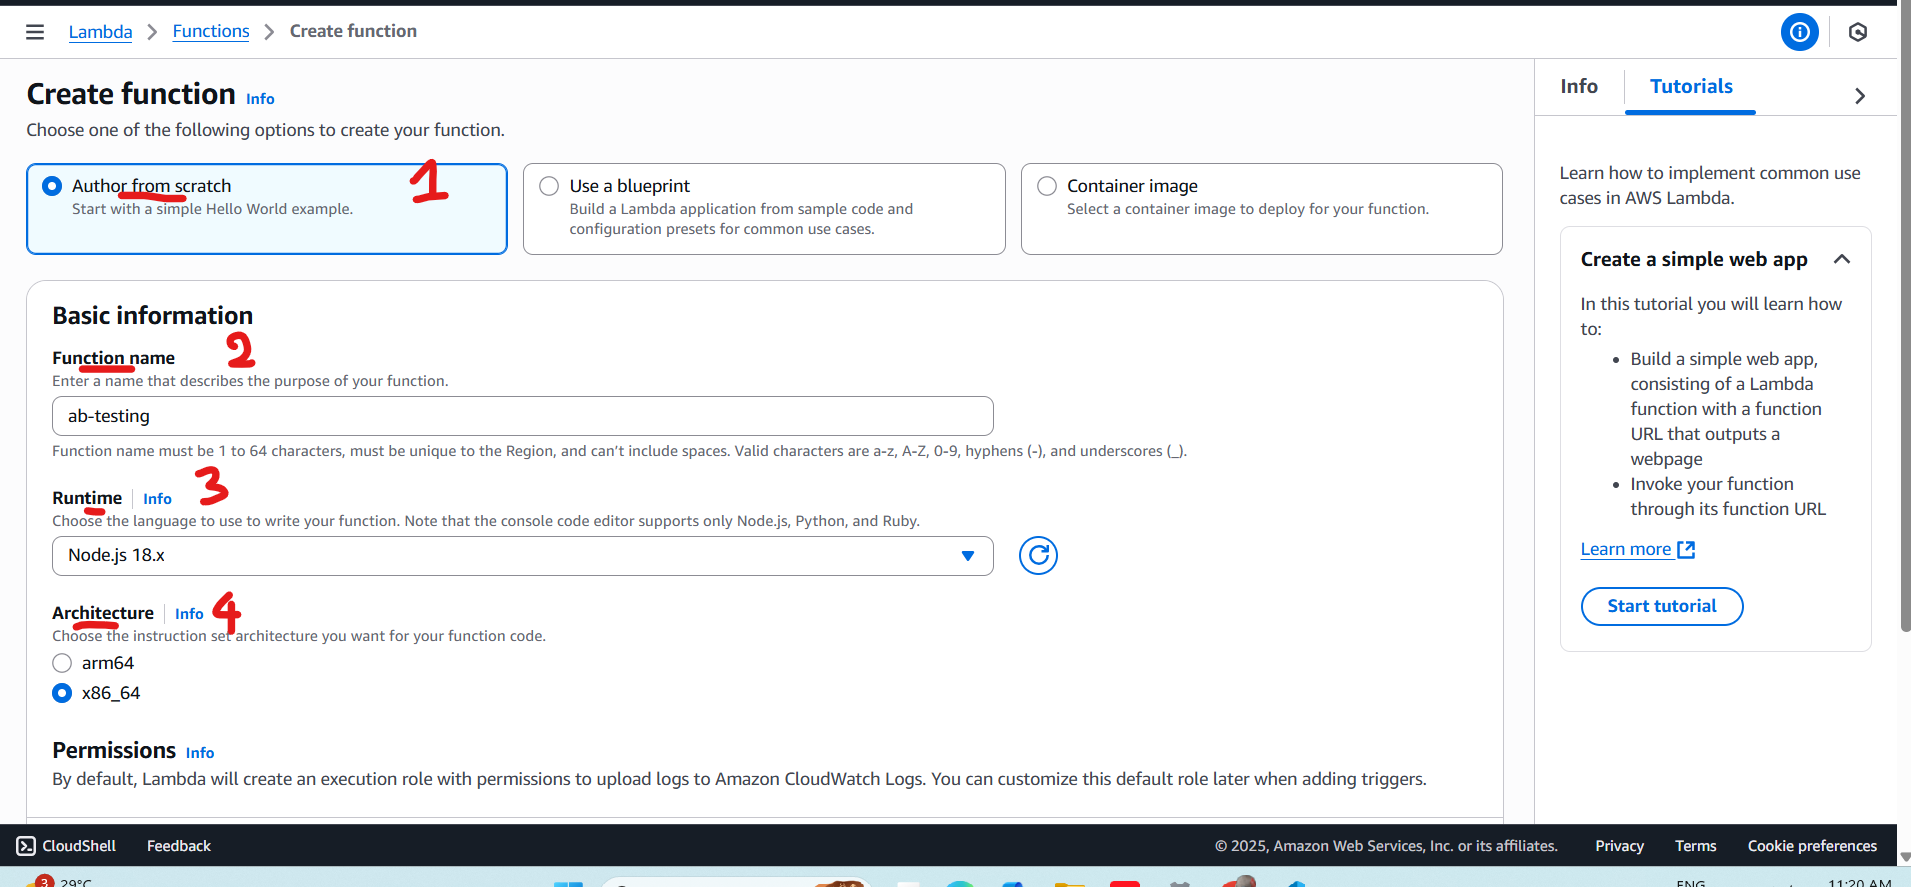 Lambda > Functions > Create function
Create function Info
Choose one of the following options to create your function.
Author from scratch
Start with a simple Hello World example.
1
Use a blueprint
Build a Lambda application from sample code and
configuration presets for common use cases.
Container image
Select a container image to deploy for your function.
Basic information
Function name
2
Enter a name that describes the purpose of your function.
ab-testing
Function name must be 1 to 64 characters, must be unique to the Region, and can't include spaces. Valid characters are a-z, A-Z, 0-9, hyphens (-), and underscores (_).
Runtime Info
3
Choose the language to use to write your function. Note that the console code editor supports only Node.js, Python, and Ruby.
Node.js 18.x
Architecture Info
4
Choose the instruction set architecture you want for your function code.
arm64
x86_64
Permissions Info
By default, Lambda will create an execution role with permissions to upload logs to Amazon CloudWatch Logs. You can customize this default role later when adding triggers.
Info Tutorials
Learn how to implement common use
cases in AWS Lambda.
Create a simple web app
In this tutorial you will learn how
to:
• Build a simple web app,
consisting of a Lambda
function with a function
URL that outputs a
webpage
• Invoke your function
through its function URL
Learn more
Start tutorial
CloudShell Feedback © 2025, Amazon Web Services, Inc. or its affiliates. Privacy Terms Cookie preferences
3 29°C ENG 11:20 AM